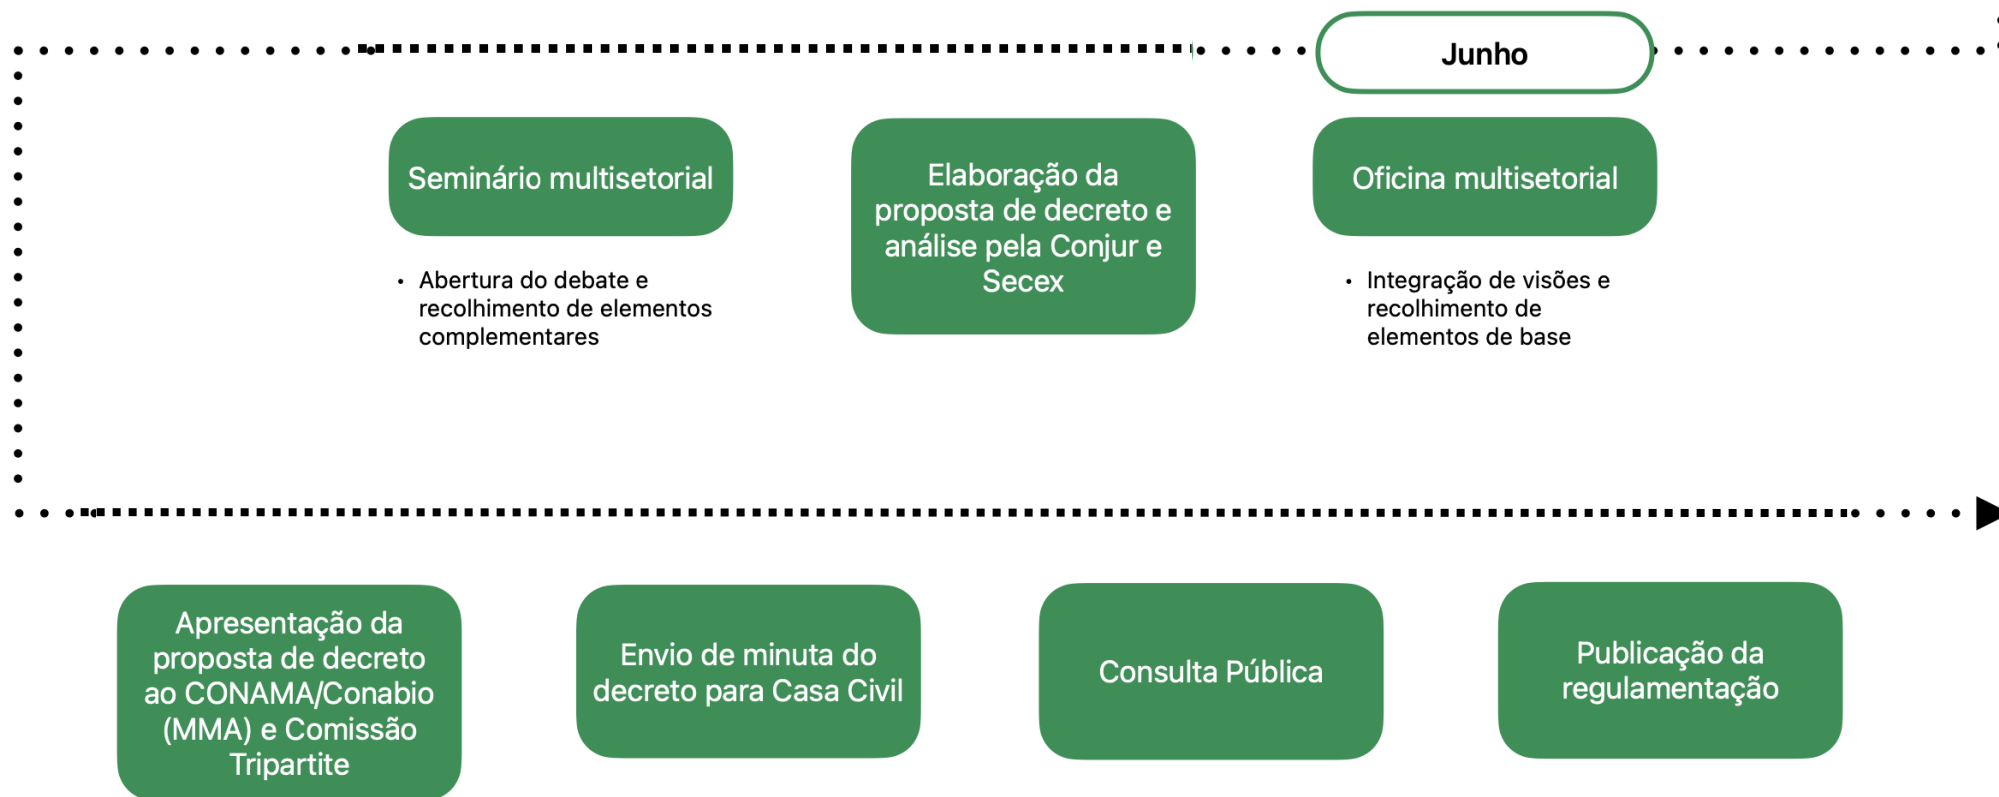 Junho
Seminário multisetorial
• Abertura do debate e
recolhimento de elementos
complementares
Elaboração da
proposta de decreto e
análise pela Conjur e
Secex
Oficina multisetorial
• Integração de visões e
recolhimento de
elementos de base
Apresentação da
proposta de decreto
ao CONAMA/Conabio
(MMA) e Comissão
Tripartite
Envio de minuta do
decreto para Casa Civil
Consulta Pública
Publicação da
regulamentação